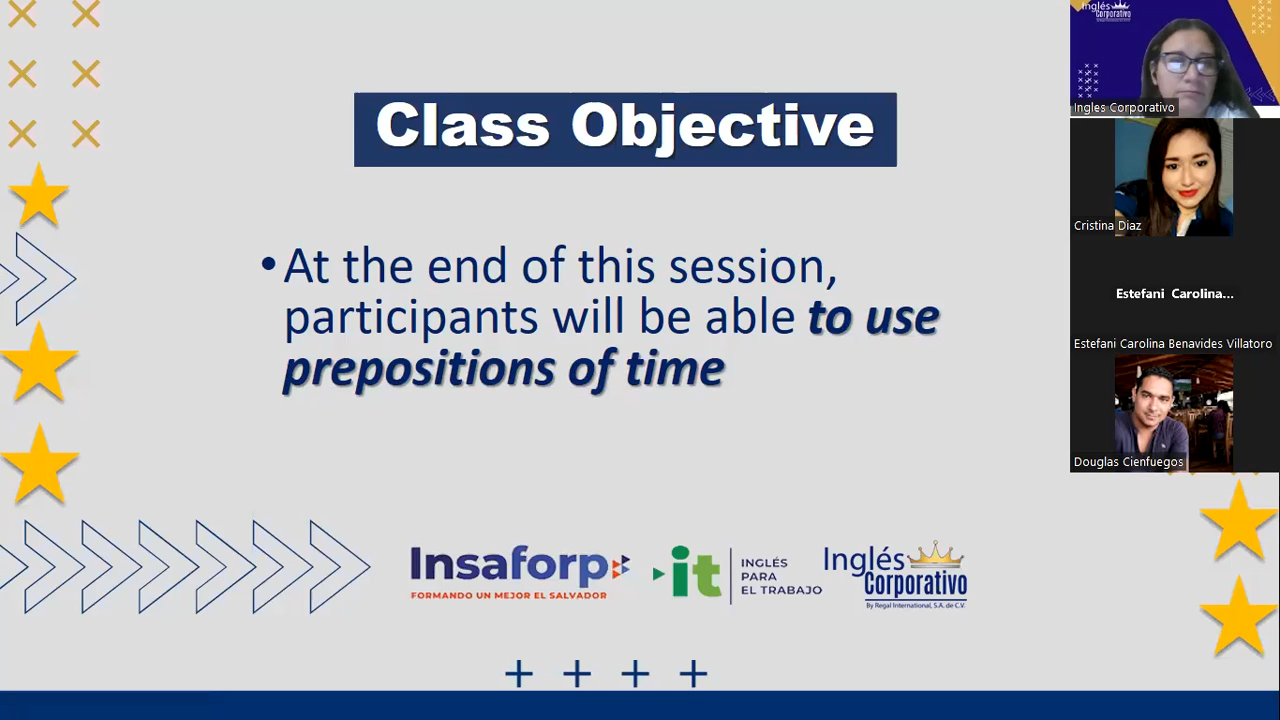 Class Objective
• At the end of this session,
participants will be able to use
prepositions of time
Insaforp
FORMANDO UN MEJOR EL SALVADOR
it
INGLÉS
PARA
EL TRABAJO
Inglés
Corporativo
By Regal International, S.A. de C.V.
Inglés
Corporativo
Ingles Corporativo
Cristina Diaz
Estefani Carolina...
Estefani Carolina Benavides Villatoro
Douglas Cienfuegos